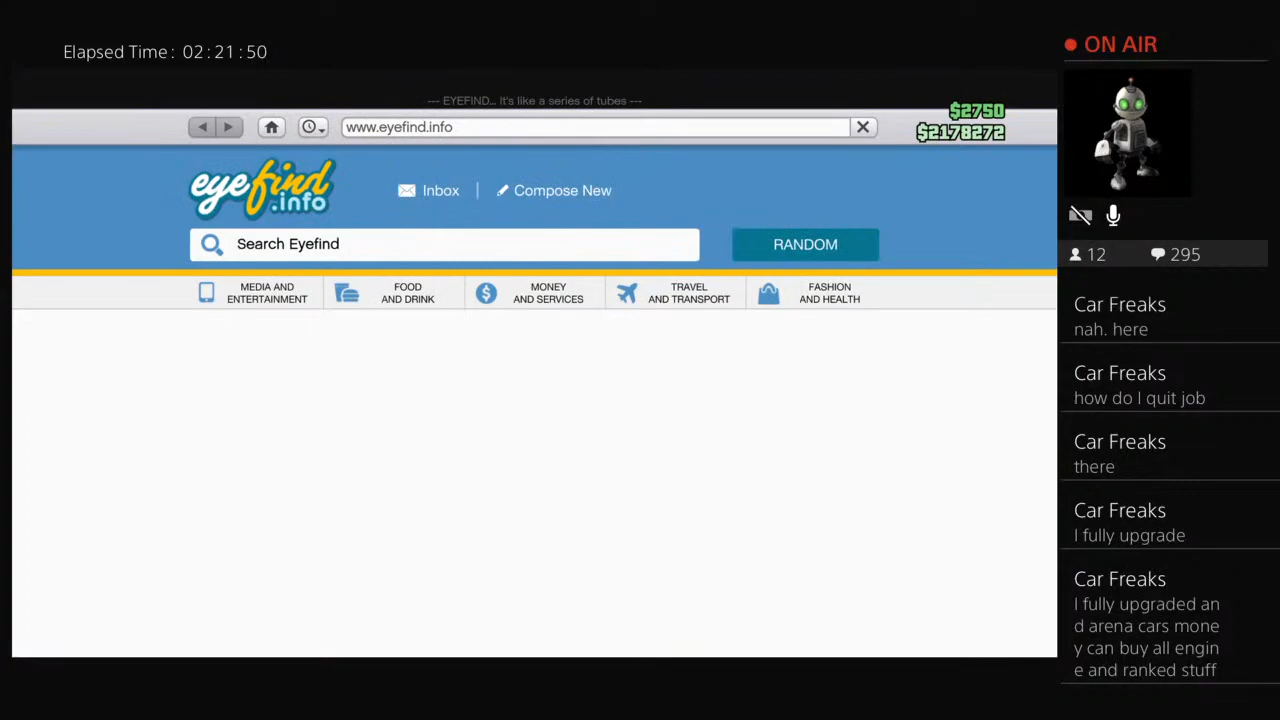 Elapsed Time: 02:21:50
ON AIR
--- EYEFIND... It's like a series of tubes ---
www.eyefind.info
$2750
$2178272
eyefind
.info
Inbox
Compose New
Search Eyefind
RANDOM
MEDIA AND
ENTERTAINMENT
FOOD
AND DRINK
MONEY
AND SERVICES
TRAVEL
AND TRANSPORT
FASHION
AND HEALTH
12
295
Car Freaks
nah. here
Car Freaks
how do I quit job
Car Freaks
there
Car Freaks
I fully upgrade
Car Freaks
I fully upgraded an
d arena cars mone
y can buy all engin
e and ranked stuff